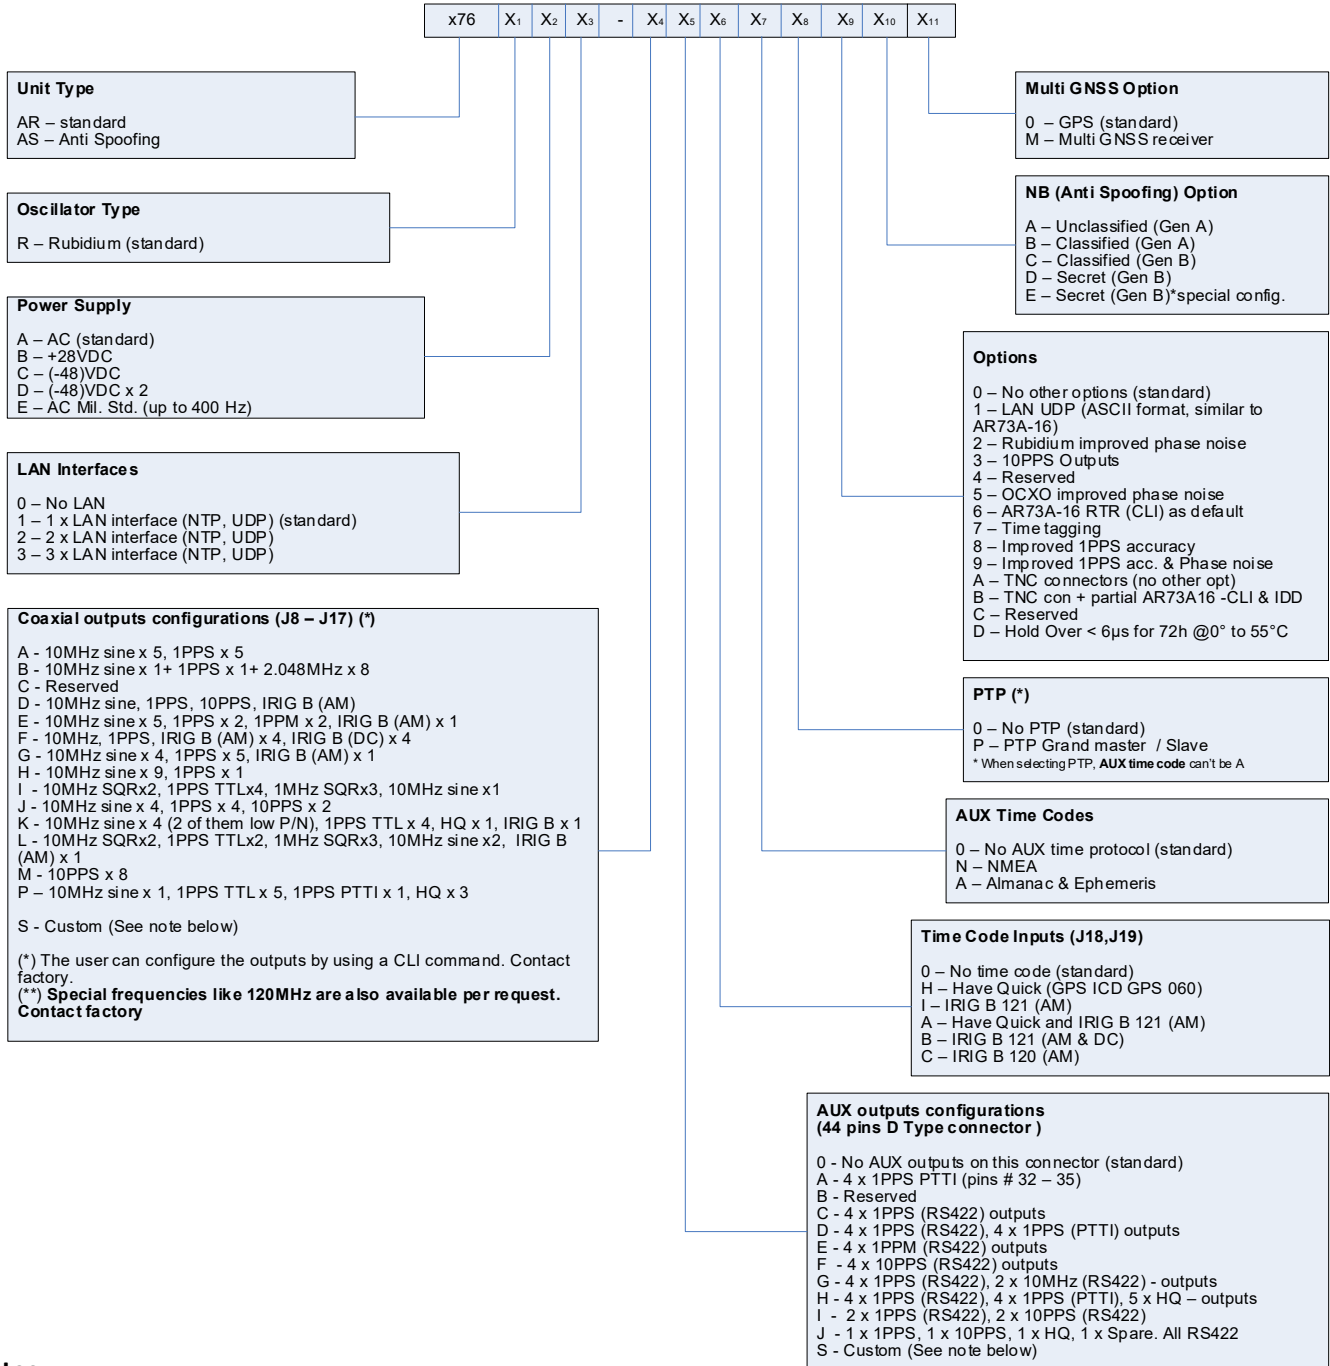 x76 X1 X2 X3 - X4 X5 X6 X7 X8 X9 X10 X11
Unit Type
AR – standard
AS – Anti Spoofing
Oscillator Type
R – Rubidium (standard)
Power Supply
A – AC (standard)
B – +28VDC
C – (-48)VDC
D – (-48)VDC x 2
E – AC Mil. Std. (up to 400 Hz)
LAN Interfaces
0 – No LAN
1 – 1 x LAN interface (NTP, UDP) (standard)
2 – 2 x LAN interface (NTP, UDP)
3 – 3 x LAN interface (NTP, UDP)
Coaxial outputs configurations (J8 – J17) (*)
A - 10MHz sine x 5, 1PPS x 5
B - 10MHz sine x 1+ 1PPS x 1+ 2.048MHz x 8
C - Reserved
D - 10MHz sine, 1PPS, 10PPS, IRIG B (AM)
E - 10MHz sine x 5, 1PPS x 2, 1PPM x 2, IRIG B (AM) x 1
F - 10MHz, 1PPS, IRIG B (AM) x 4, IRIG B (DC) x 4
G - 10MHz sine x 4, 1PPS x 5, IRIG B (AM) x 1
H - 10MHz sine x 9, 1PPS x 1
I - 10MHz SQRx2, 1PPS TTLx4, 1MHz SQRx3, 10MHz sine x1
J - 10MHz sine x 4, 1PPS x 4, 10PPS x 2
K - 10MHz sine x 4 (2 of them low P/N), 1PPS TTL x 4, HQ x 1, IRIG B x 1
L - 10MHz SQRx2, 1PPS TTLx2, 1MHz SQRx3, 10MHz sine x2, IRIG B
(AM) x 1
M - 10PPS x 8
P – 10MHz sine x 1, 1PPS TTL x 5, 1PPS PTTI x 1, HQ x 3
S - Custom (See note below)
(*) The user can configure the outputs by using a CLI command. Contact
factory.
(**) Special frequencies like 120MHz are also available per request.
Contact factory
Multi GNSS Option
0 – GPS (standard)
M – Multi GNSS receiver
NB (Anti Spoofing) Option
A – Unclassified (Gen A)
B – Classified (Gen A)
C – Classified (Gen B)
D – Secret (Gen B)
E – Secret (Gen B)*special config.
Options
0 – No other options (standard)
1 – LAN UDP (ASCII format, similar to
AR73A-16)
2 – Rubidium improved phase noise
3 – 10PPS Outputs
4 – Reserved
5 – OCXO improved phase noise
6 – AR73A-16 RTR (CLI) as default
7 – Time tagging
8 – Improved 1PPS accuracy
9 – Improved 1PPS acc. & Phase noise
A – TNC connectors (no other opt)
B – TNC con + partial AR73A16 -CLI & IDD
C – Reserved
D – Hold Over < 6µs for 72h @0° to 55°C
PTP (*)
0 – No PTP (standard)
P – PTP Grand master / Slave
* When selecting PTP, AUX time code can't be A
AUX Time Codes
0 – No AUX time protocol (standard)
N – NMEA
A – Almanac & Ephemeris
Time Code Inputs (J18,J19)
0 – No time code (standard)
H – Have Quick (GPS ICD GPS 060)
I – IRIG B 121 (AM)
A – Have Quick and IRIG B 121 (AM)
B – IRIG B 121 (AM & DC)
C – IRIG B 120 (AM)
AUX outputs configurations
(44 pins D Type connector )
0 - No AUX outputs on this connector (standard)
A - 4 x 1PPS PTTI (pins # 32 – 35)
B - Reserved
C - 4 x 1PPS (RS422) outputs
D - 4 x 1PPS (RS422), 4 x 1PPS (PTTI) outputs
E - 4 x 1PPM (RS422) outputs
F - 4 x 10PPS (RS422) outputs
G - 4 x 1PPS (RS422), 2 x 10MHz (RS422) - outputs
H - 4 x 1PPS (RS422), 4 x 1PPS (PTTI), 5 x HQ – outputs
I - 2 x 1PPS (RS422), 2 x 10PPS (RS422)
J - 1 x 1PPS, 1 x 10PPS, 1 x HQ, 1 x Spare. All RS422
S - Custom (See note below)